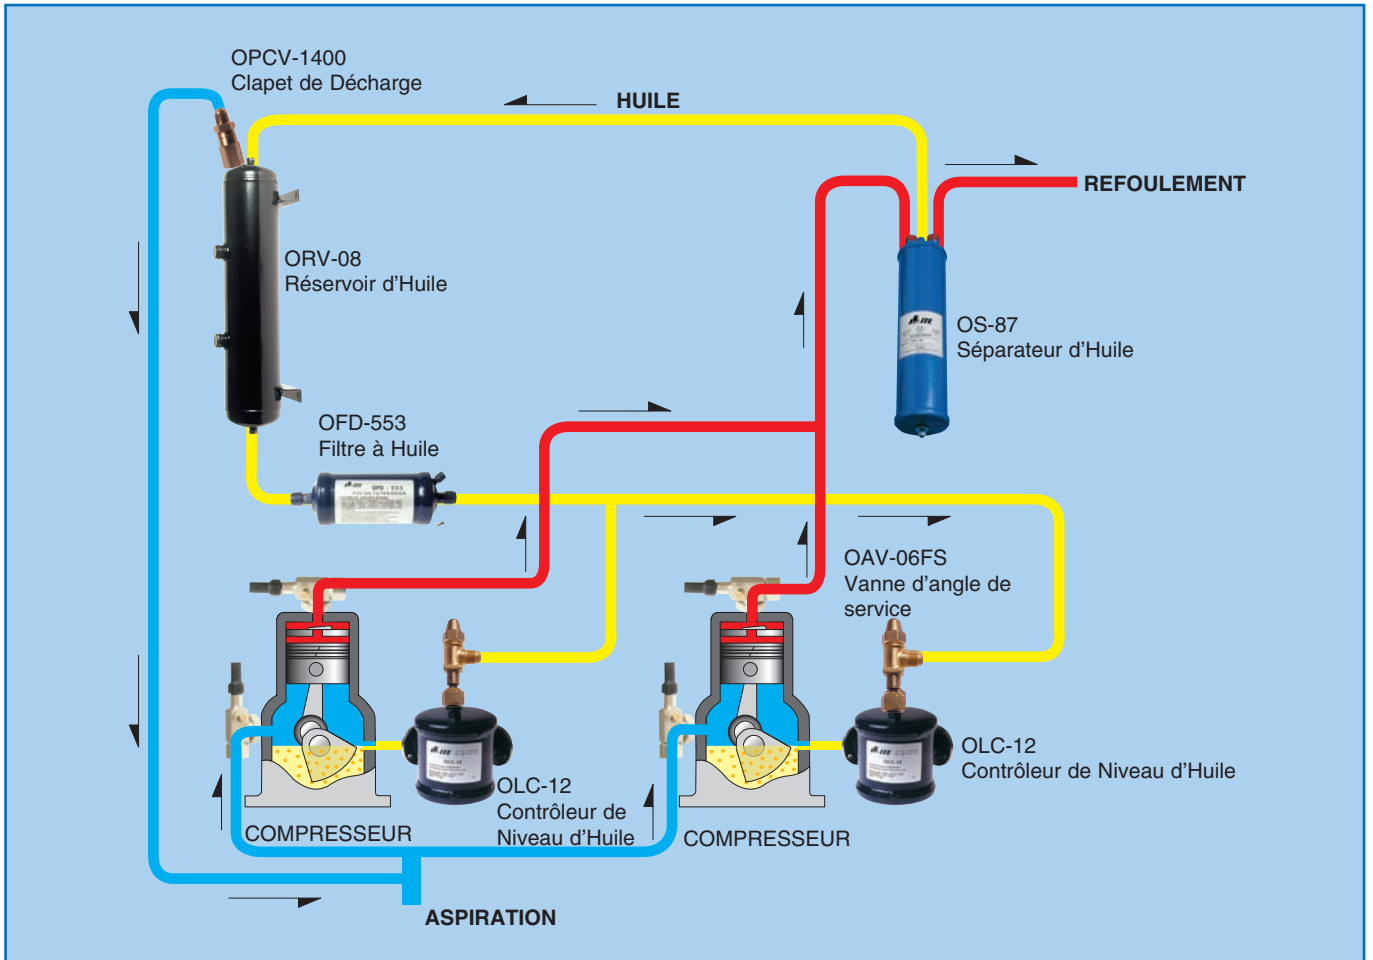 OPCV-1400
Clapet de Décharge
HUILE
REFOULEMENT
ORV-08
Réservoir d'Huile
OS-87
Séparateur d'Huile
OFD-553
Filtre à Huile
OAV-06FS
Vanne d'angle de
service
OLC-12
Contrôleur de Niveau d'Huile
OLC-12
Contrôleur de
Niveau d'Huile
COMPRESSEUR
COMPRESSEUR
ASPIRATION